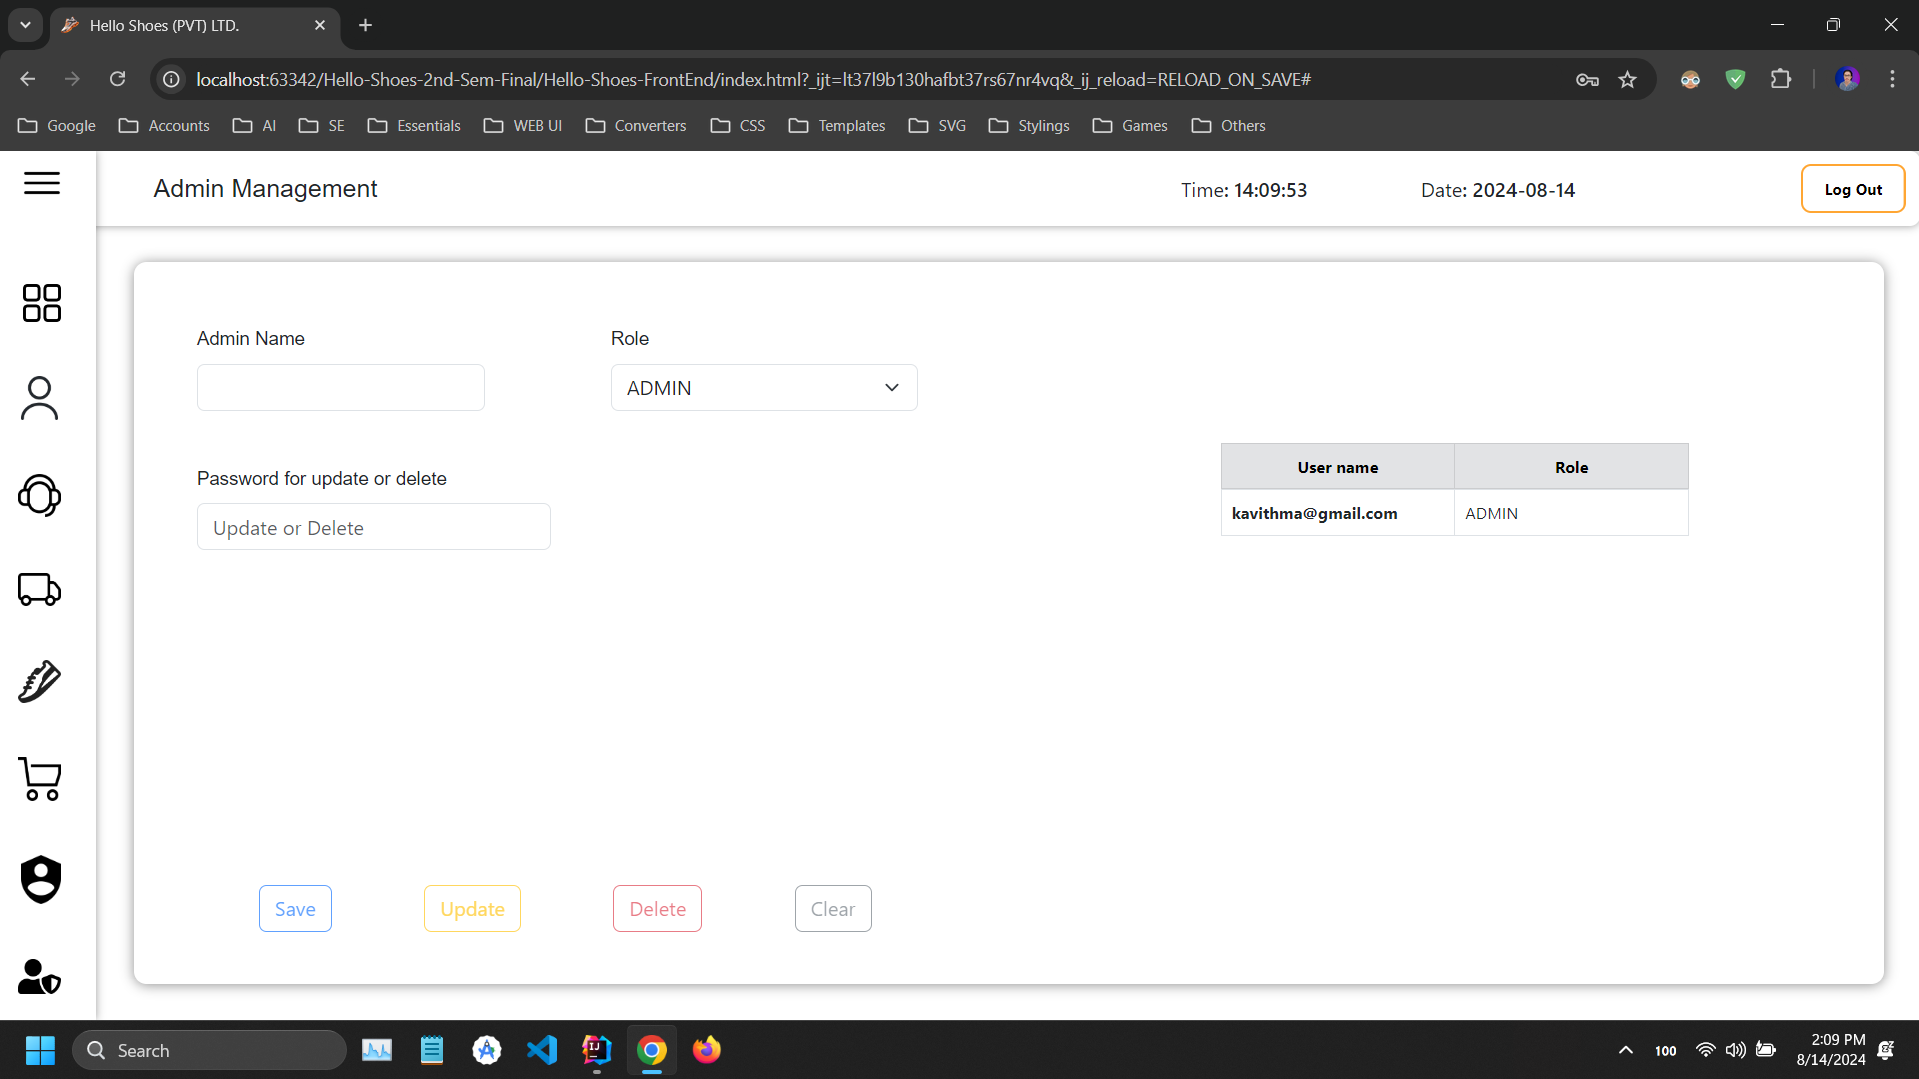 Hello Shoes (PVT) LTD.
localhost:63342/Hello-Shoes-2nd-Sem-Final/Hello-Shoes-FrontEnd/index.html?_ijt=lt37l9b130hafbt37rs67nr4vq&_ij_reload=RELOAD_ON_SAVE#
Google Accounts AI SE Essentials WEB UI Converters CSS Templates SVG Stylings Games Others
Admin Management Time: 14:09:53 Date: 2024-08-14 Log Out
Admin Name Role
ADMIN
User name Role
Password for update or delete
kavithma@gmail.com ADMIN
Update or Delete
Save Update Delete Clear
Search
100
2:09 PM
8/14/2024